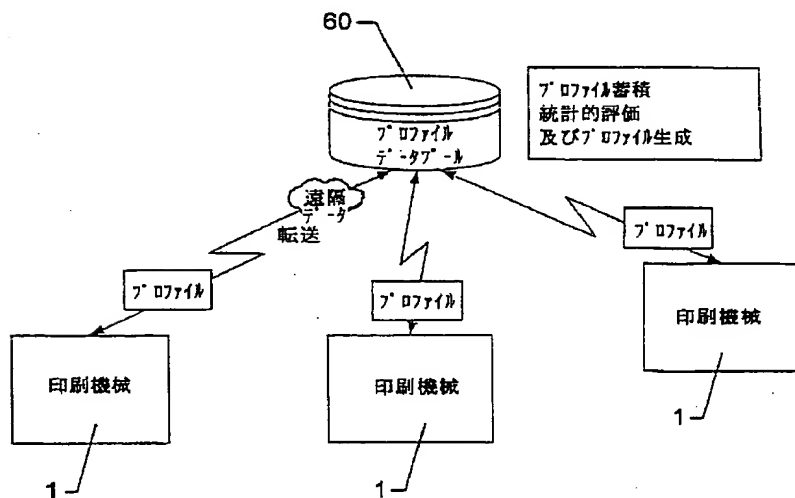 60
プロファイル
データプール
プロファイル蓄積
統計的評価
及びプロファイル生成
遠隔
データ
転送
プロファイル
プロファイル
プロファイル
印刷機械
印刷機械
印刷機械
1
1
1